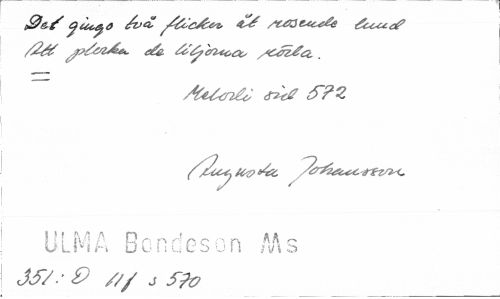 Det gingo två flickor åt rosende lund
Att plocka de liljorna röda.
=
Melodi sid 572
Augusta Johansson
ULMA Bondeson Ms
351: D II f s 570